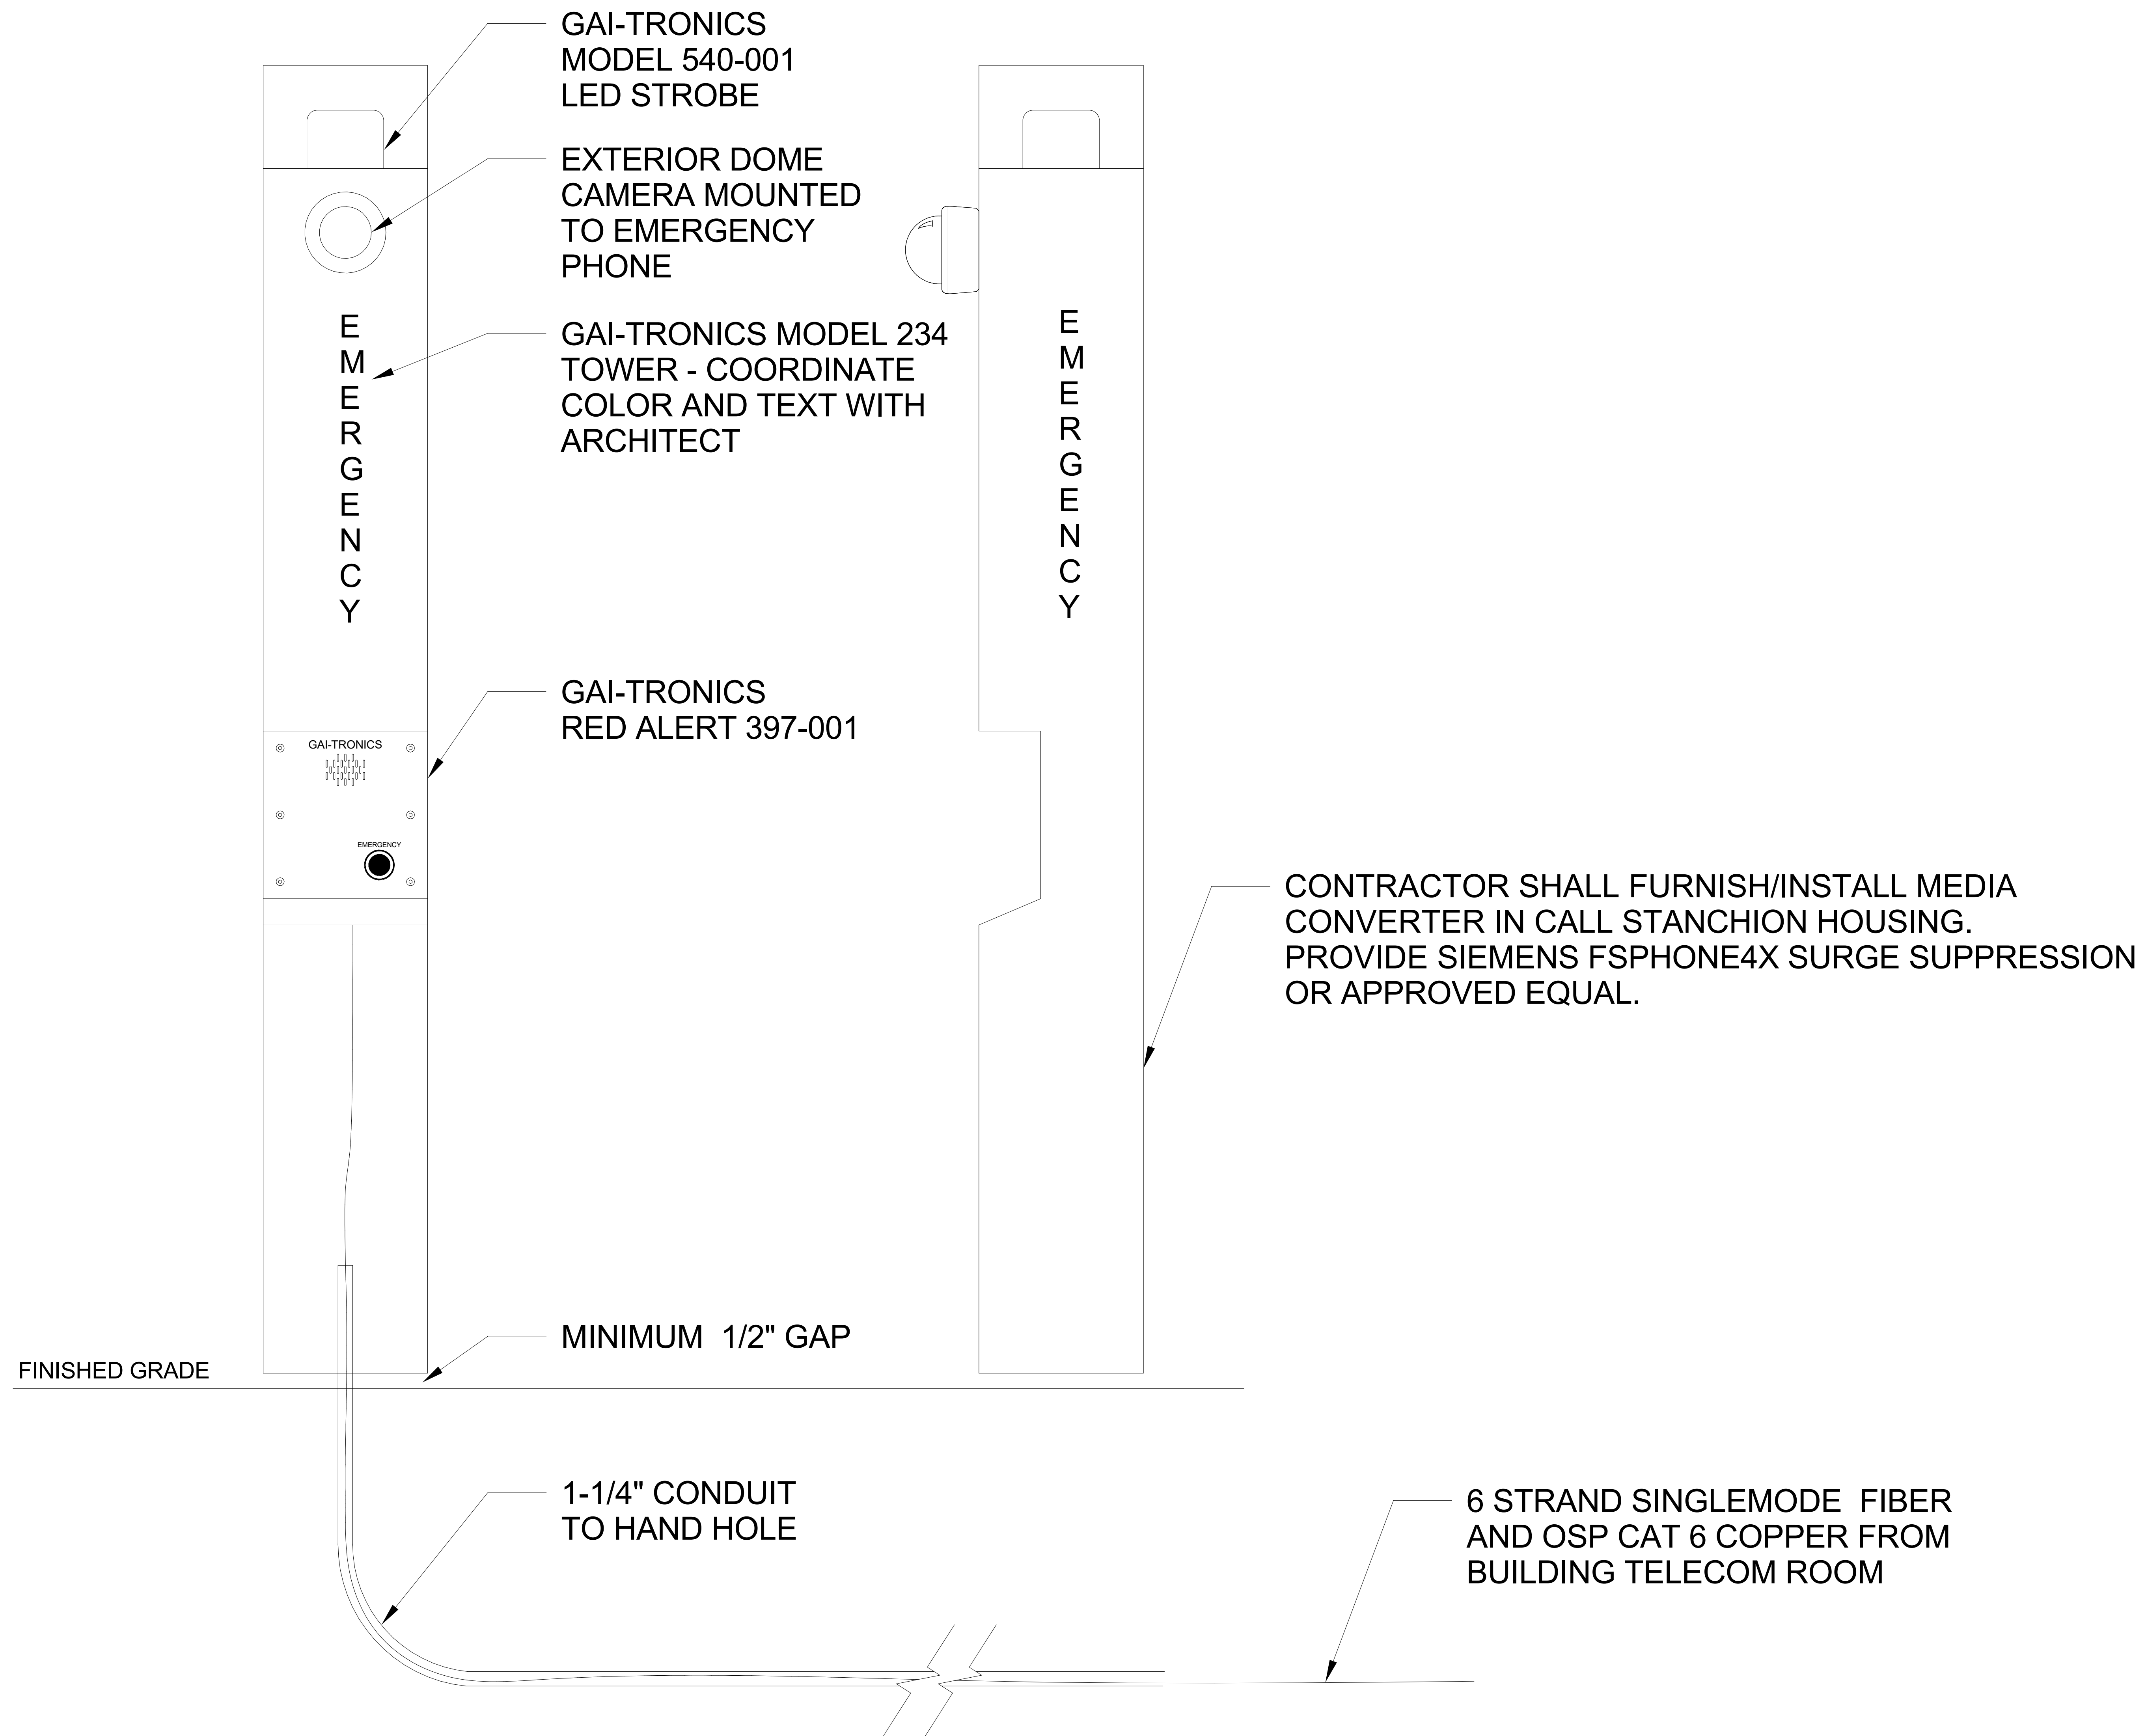 GAI-TRONICS
MODEL 540-001
LED STROBE
EXTERIOR DOME
CAMERA MOUNTED
TO EMERGENCY
PHONE
E
M
E
R
G
E
N
C
Y
GAI-TRONICS MODEL 234
TOWER - COORDINATE
COLOR AND TEXT WITH
ARCHITECT
E
M
E
R
G
E
N
C
Y
GAI-TRONICS
RED ALERT 397-001
GAI-TRONICS
EMERGENCY
CONTRACTOR SHALL FURNISH/INSTALL MEDIA
CONVERTER IN CALL STANCHION HOUSING.
PROVIDE SIEMENS FSPHONE4X SURGE SUPPRESSION
OR APPROVED EQUAL.
MINIMUM  1/2" GAP
FINISHED GRADE
1-1/4" CONDUIT
TO HAND HOLE
6 STRAND SINGLEMODE  FIBER
AND OSP CAT 6 COPPER FROM
BUILDING TELECOM ROOM